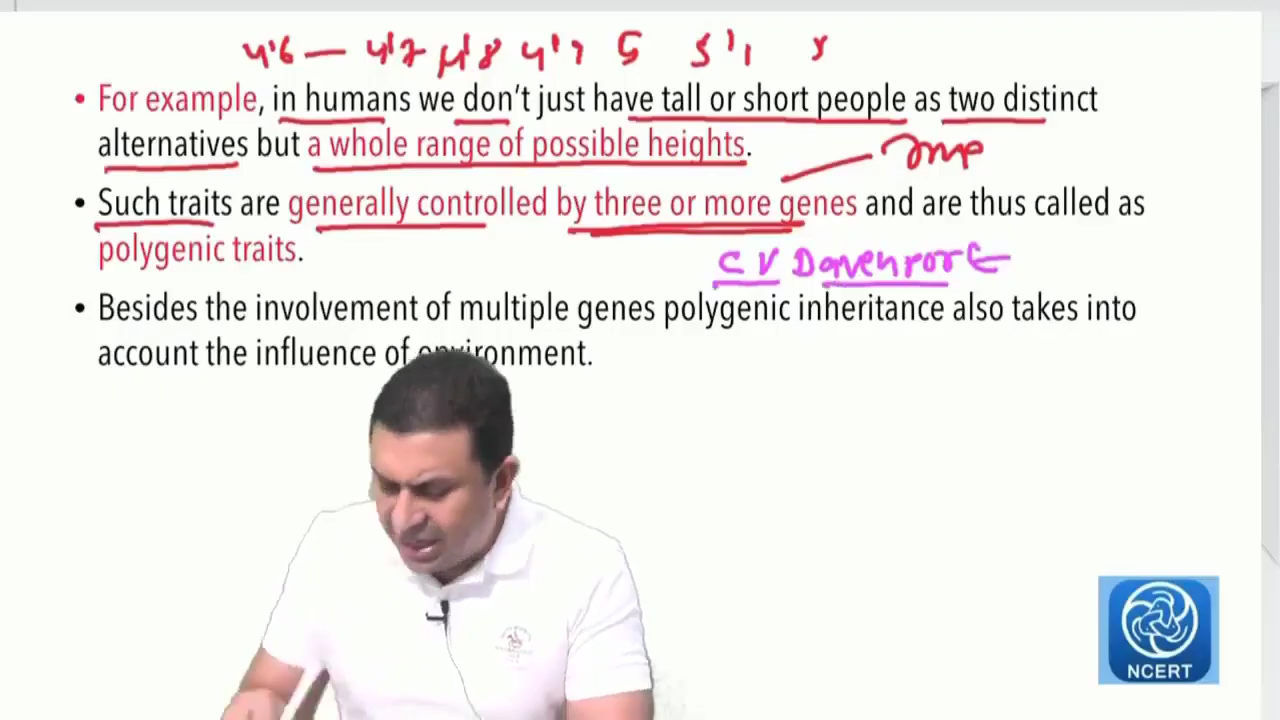 4'6 — 4'7 4'8 4'9 5 5'1
• For example, in humans we don't just have tall or short people as two distinct
alternatives but a whole range of possible heights.
Imp
• Such traits are generally controlled by three or more genes and are thus called as
polygenic traits.
C V Davenport
• Besides the involvement of multiple genes polygenic inheritance also takes into
account the influence of environment.
NCERT